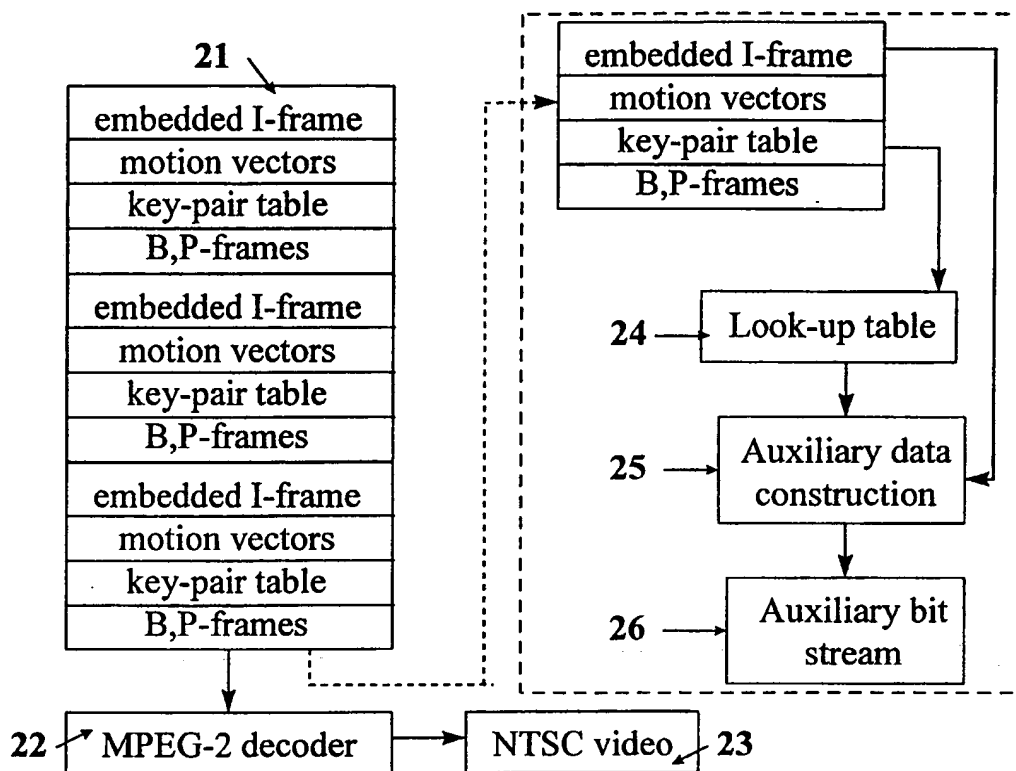 21
embedded I-frame
motion vectors
key-pair table
B,P-frames
embedded I-frame
motion vectors
key-pair table
B,P-frames
embedded I-frame
motion vectors
key-pair table
B,P-frames
22
MPEG-2 decoder
NTSC video
23
embedded I-frame
motion vectors
key-pair table
B,P-frames
24
Look-up table
25
Auxiliary data
construction
26
Auxiliary bit
stream